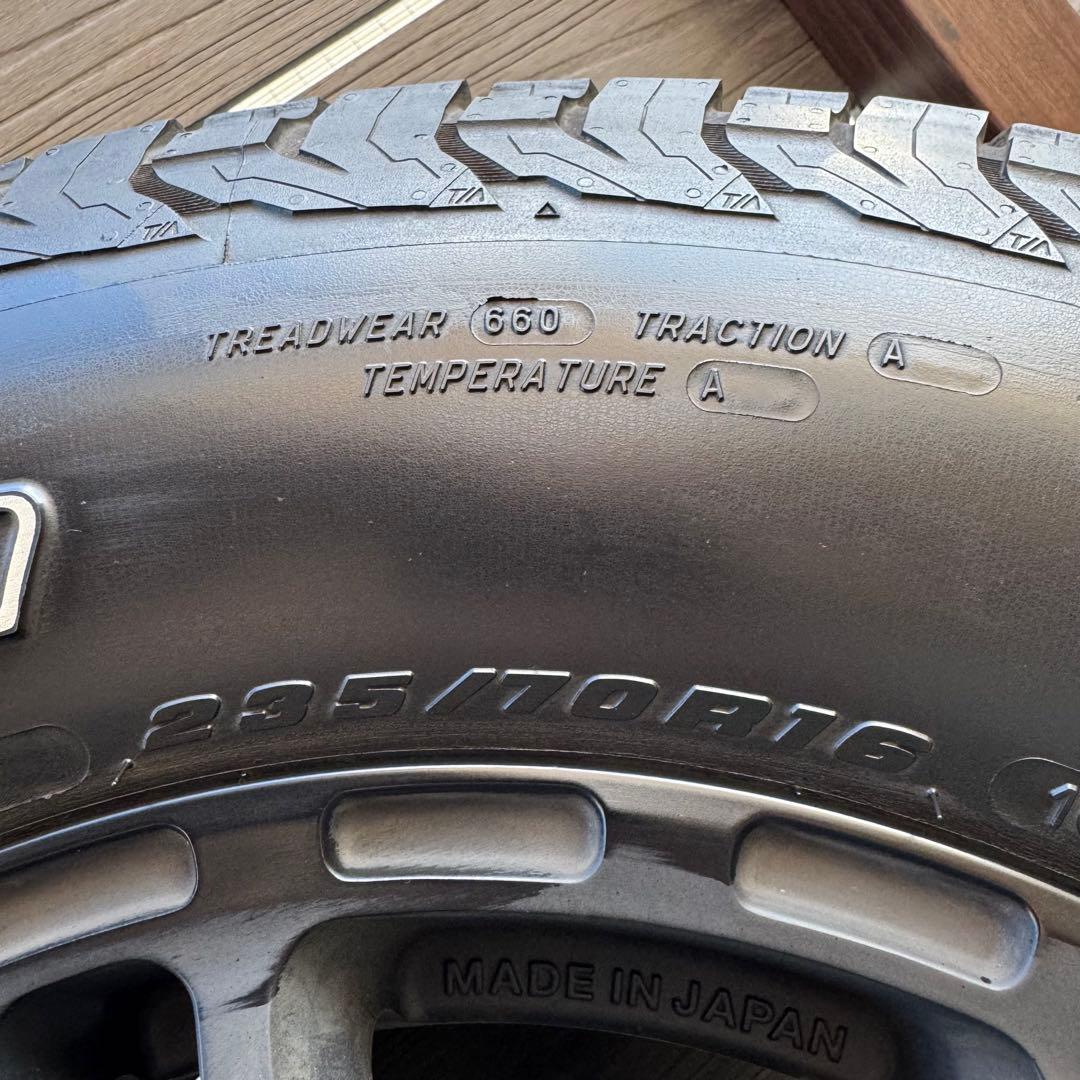 T/A T/A T/A T/A
TREADWEAR 660 TRACTION A
TEMPERATURE A
235/70R16
MADE IN JAPAN